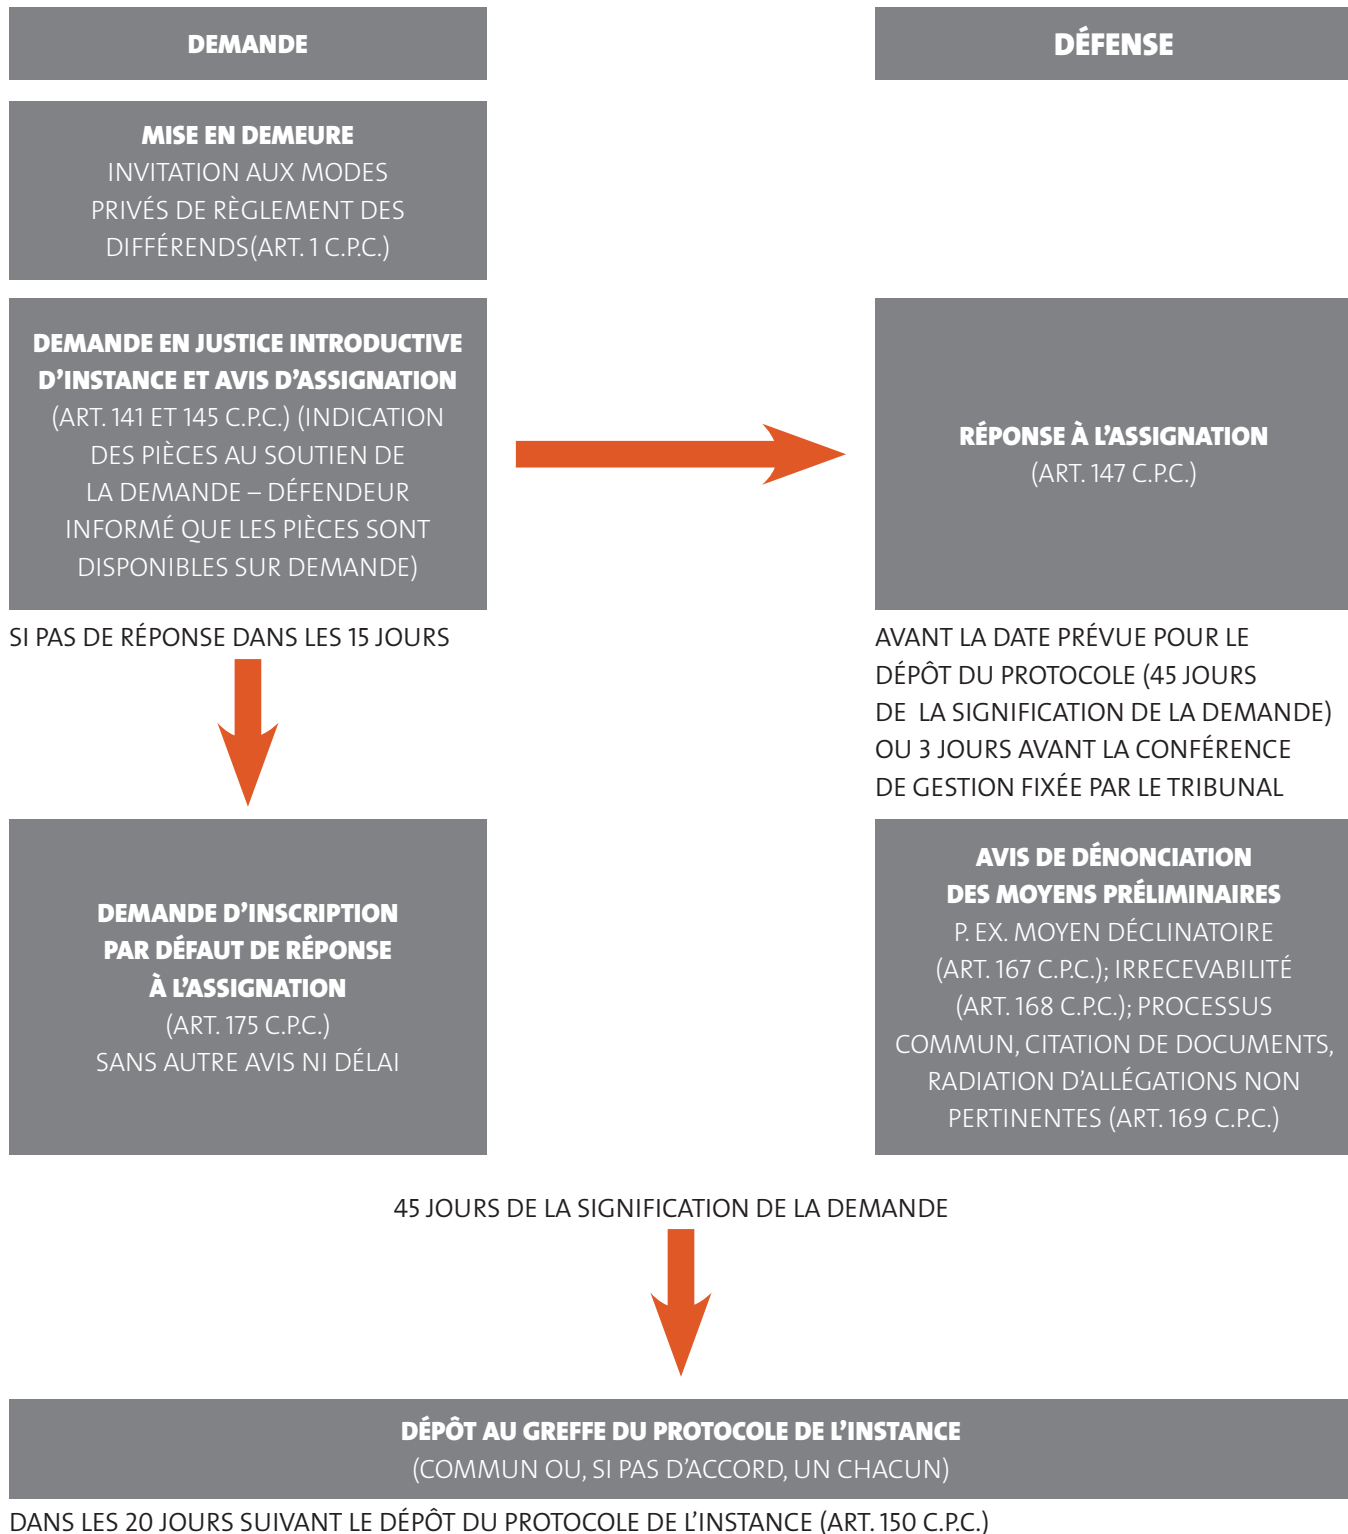 DEMANDE
DÉFENSE
MISE EN DEMEURE
INVITATION AUX MODES
PRIVÉS DE RÈGLEMENT DES
DIFFÉRENDS(ART. 1 C.P.C.)
DEMANDE EN JUSTICE INTRODUCTIVE
D’INSTANCE ET AVIS D’ASSIGNATION
(ART. 141 ET 145 C.P.C.) (INDICATION
DES PIÈCES AU SOUTIEN DE
LA DEMANDE – DÉFENDEUR
INFORMÉ QUE LES PIÈCES SONT
DISPONIBLES SUR DEMANDE)
RÉPONSE À L’ASSIGNATION
(ART. 147 C.P.C.)
SI PAS DE RÉPONSE DANS LES 15 JOURS
AVANT LA DATE PRÉVUE POUR LE
DÉPÔT DU PROTOCOLE (45 JOURS
DE LA SIGNIFICATION DE LA DEMANDE)
OU 3 JOURS AVANT LA CONFÉRENCE
DE GESTION FIXÉE PAR LE TRIBUNAL
DEMANDE D’INSCRIPTION
PAR DÉFAUT DE RÉPONSE
À L’ASSIGNATION
(ART. 175 C.P.C.)
SANS AUTRE AVIS NI DÉLAI
AVIS DE DÉNONCIATION
DES MOYENS PRÉLIMINAIRES
P. EX. MOYEN DÉCLINATOIRE
(ART. 167 C.P.C.); IRRECEVABILITÉ
(ART. 168 C.P.C.); PROCESSUS
COMMUN, CITATION DE DOCUMENTS,
RADIATION D’ALLÉGATIONS NON
PERTINENTES (ART. 169 C.P.C.)
45 JOURS DE LA SIGNIFICATION DE LA DEMANDE
DÉPÔT AU GREFFE DU PROTOCOLE DE L’INSTANCE
(COMMUN OU, SI PAS D’ACCORD, UN CHACUN)
DANS LES 20 JOURS SUIVANT LE DÉPÔT DU PROTOCOLE DE L’INSTANCE (ART. 150 C.P.C.)